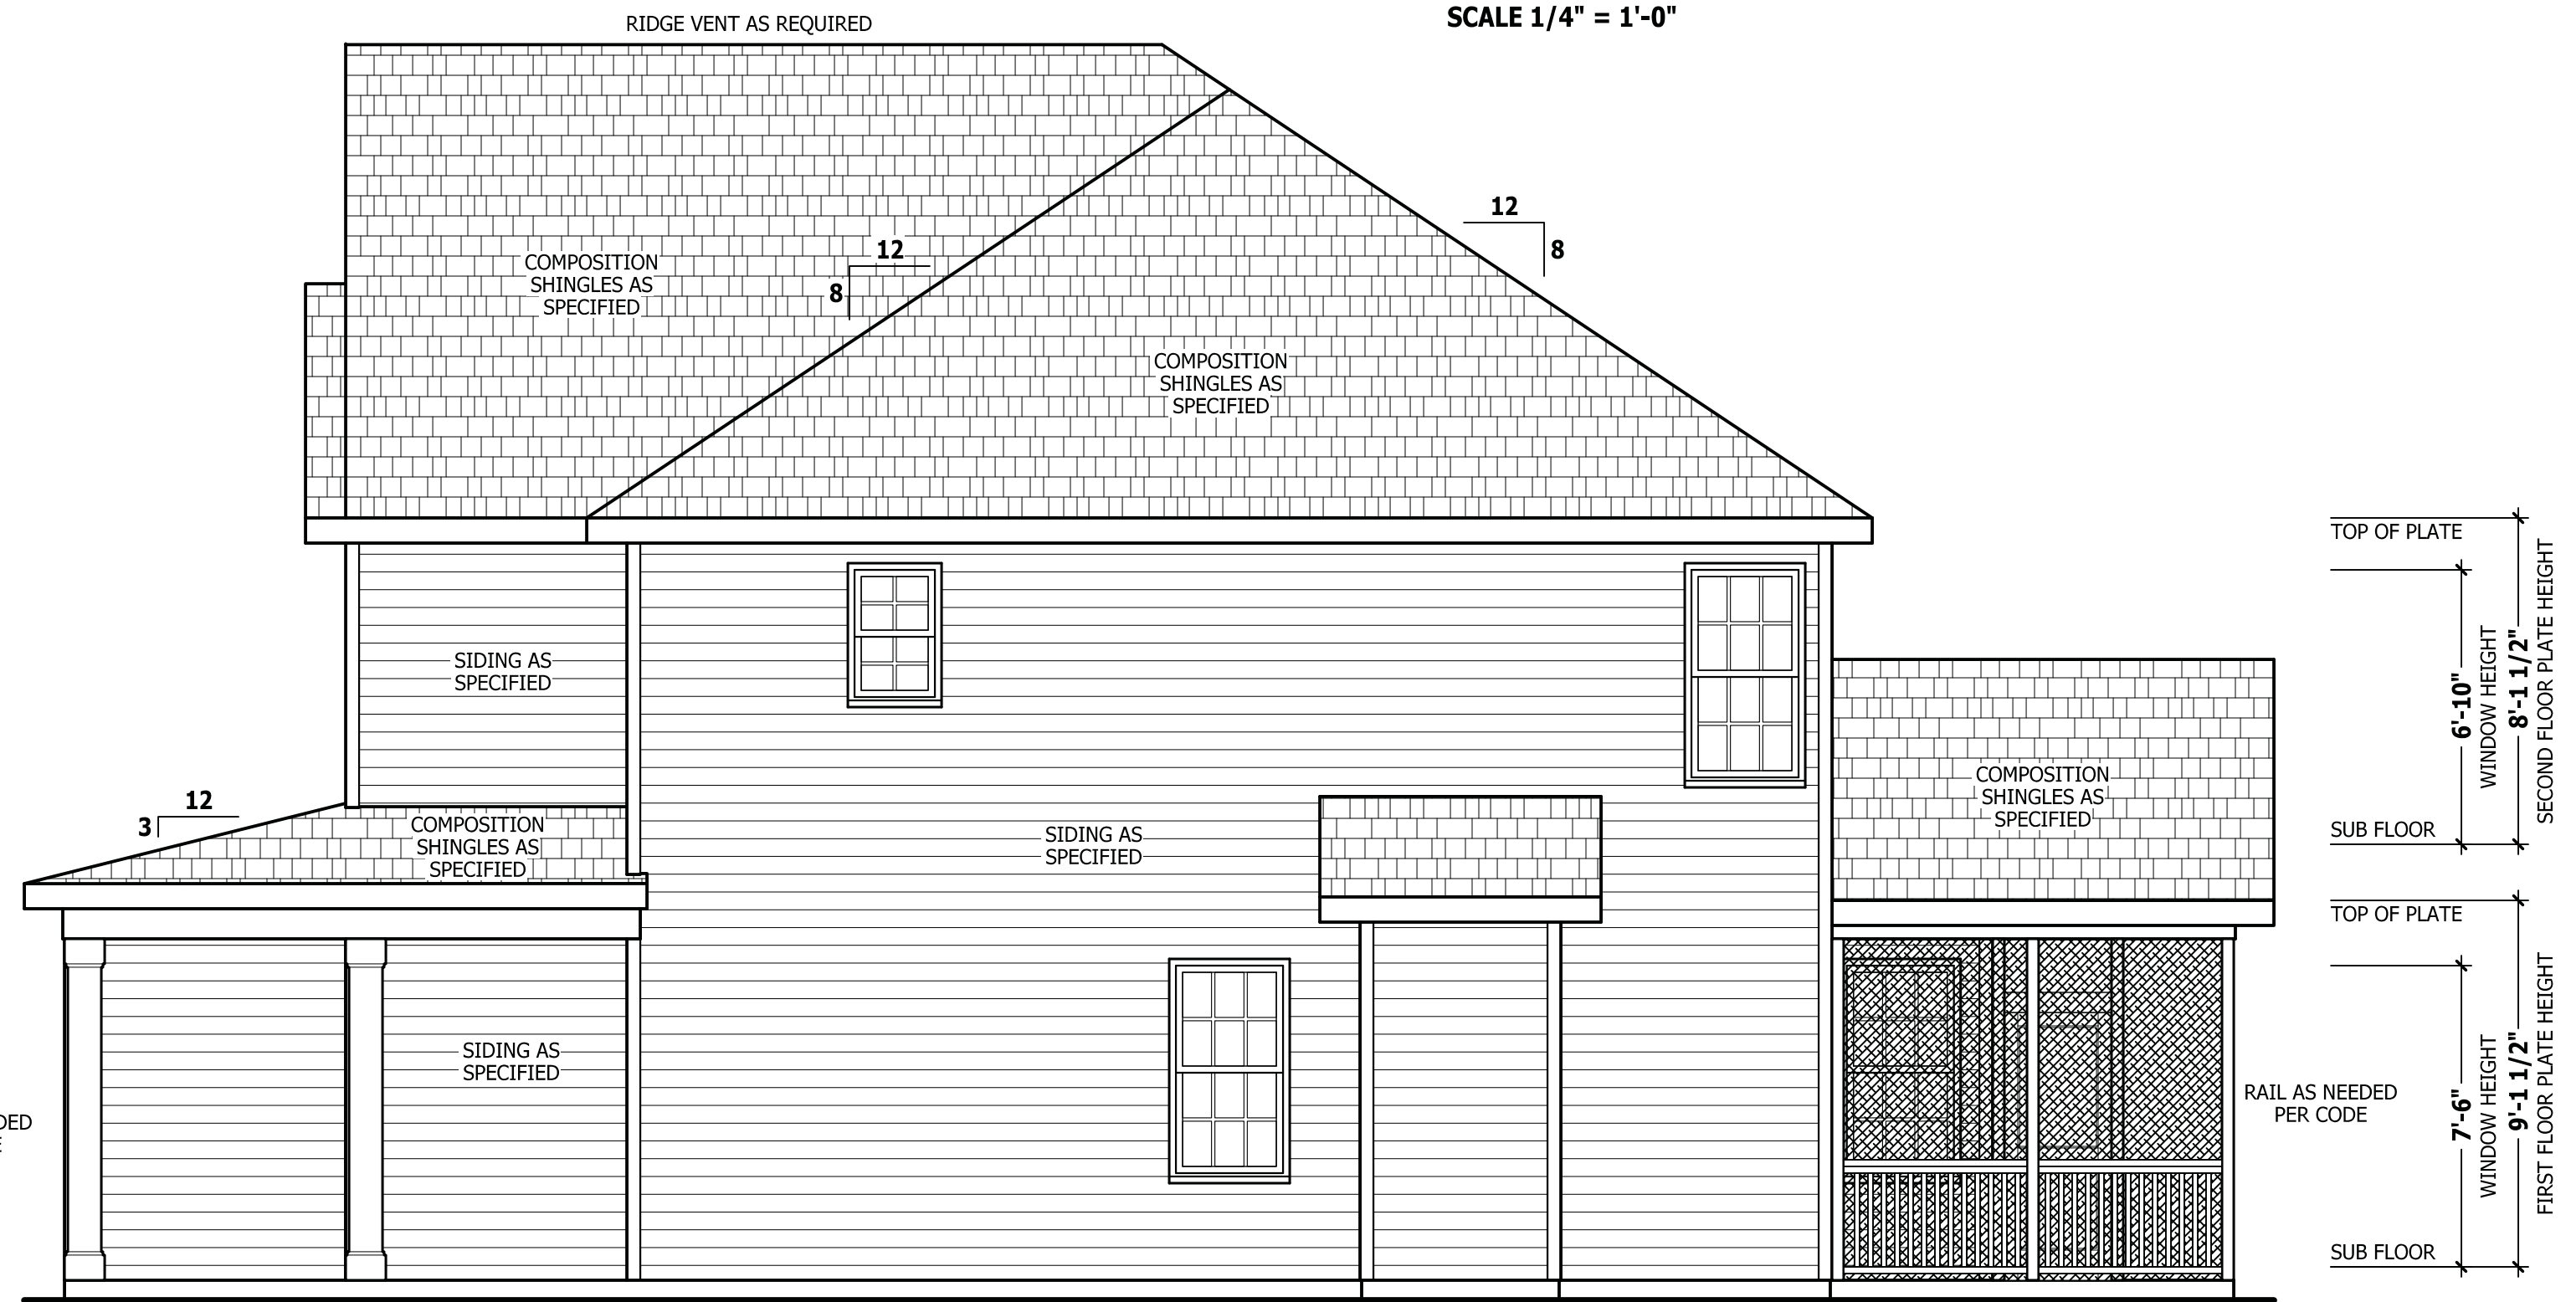 RIDGE VENT AS REQUIRED
SCALE 1/4" = 1'-0"
12
8
12
8
COMPOSITION
SHINGLES AS
SPECIFIED
COMPOSITION
SHINGLES AS
SPECIFIED
TOP OF PLATE
6'-10"
WINDOW HEIGHT
8'-1 1/2"
SECOND FLOOR PLATE HEIGHT
SUB FLOOR
SIDING AS
SPECIFIED
COMPOSITION
SHINGLES AS
SPECIFIED
12
3
COMPOSITION
SHINGLES AS
SPECIFIED
SIDING AS
SPECIFIED
TOP OF PLATE
7'-6"
WINDOW HEIGHT
9'-1 1/2"
FIRST FLOOR PLATE HEIGHT
SUB FLOOR
SIDING AS
SPECIFIED
RAIL AS NEEDED
PER CODE
DED
E